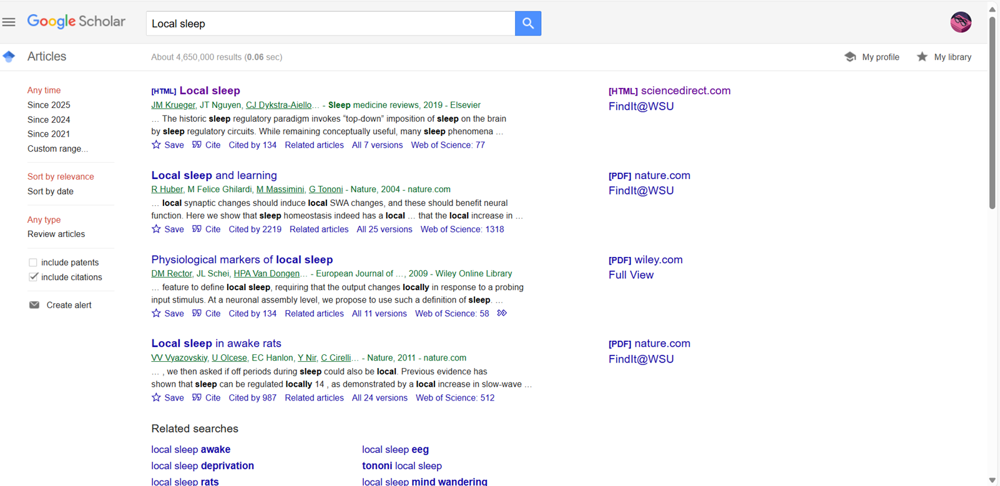 Google Scholar
Local sleep
Articles
About 4,650,000 results (0.06 sec)
My profile
My library
Any time
Since 2025
Since 2024
Since 2021
Custom range...
Sort by relevance
Sort by date
Any type
Review articles
include patents
include citations
Create alert
[HTML] Local sleep
JM Krueger, JT Nguyen, CJ Dykstra-Aiello… - Sleep medicine reviews, 2019 - Elsevier
… The historic sleep regulatory paradigm invokes “top-down” imposition of sleep on the brain
by sleep regulatory circuits. While remaining conceptually useful, many sleep phenomena …
Save Cite Cited by 134 Related articles All 7 versions Web of Science: 77
[HTML] sciencedirect.com
FindIt@WSU
Local sleep and learning
R Huber, M Felice Ghilardi, M Massimini, G Tononi - Nature, 2004 - nature.com
… local synaptic changes should induce local SWA changes, and these should benefit neural
function. Here we show that sleep homeostasis indeed has a local … that the local increase in …
Save Cite Cited by 2219 Related articles All 25 versions Web of Science: 1318
[PDF] nature.com
FindIt@WSU
Physiological markers of local sleep
DM Rector, JL Schei, HPA Van Dongen… - European Journal of …, 2009 - Wiley Online Library
… feature to define local sleep, requiring that the output changes locally in response to a probing
input stimulus. At a neuronal assembly level, we propose to use such a definition of sleep. …
Save Cite Cited by 134 Related articles All 11 versions Web of Science: 58
[PDF] wiley.com
Full View
Local sleep in awake rats
VV Vyazovskiy, U Olcese, EC Hanlon, Y Nir, C Cirelli… - Nature, 2011 - nature.com
… , we then asked if off periods during sleep could also be local. Previous evidence has
shown that sleep can be regulated locally 14 , as demonstrated by a local increase in slow-wave …
Save Cite Cited by 987 Related articles All 24 versions Web of Science: 512
[PDF] nature.com
FindIt@WSU
Related searches
local sleep awake
local sleep deprivation
local sleep rats
local sleep eeg
tononi local sleep
local sleep mind wandering